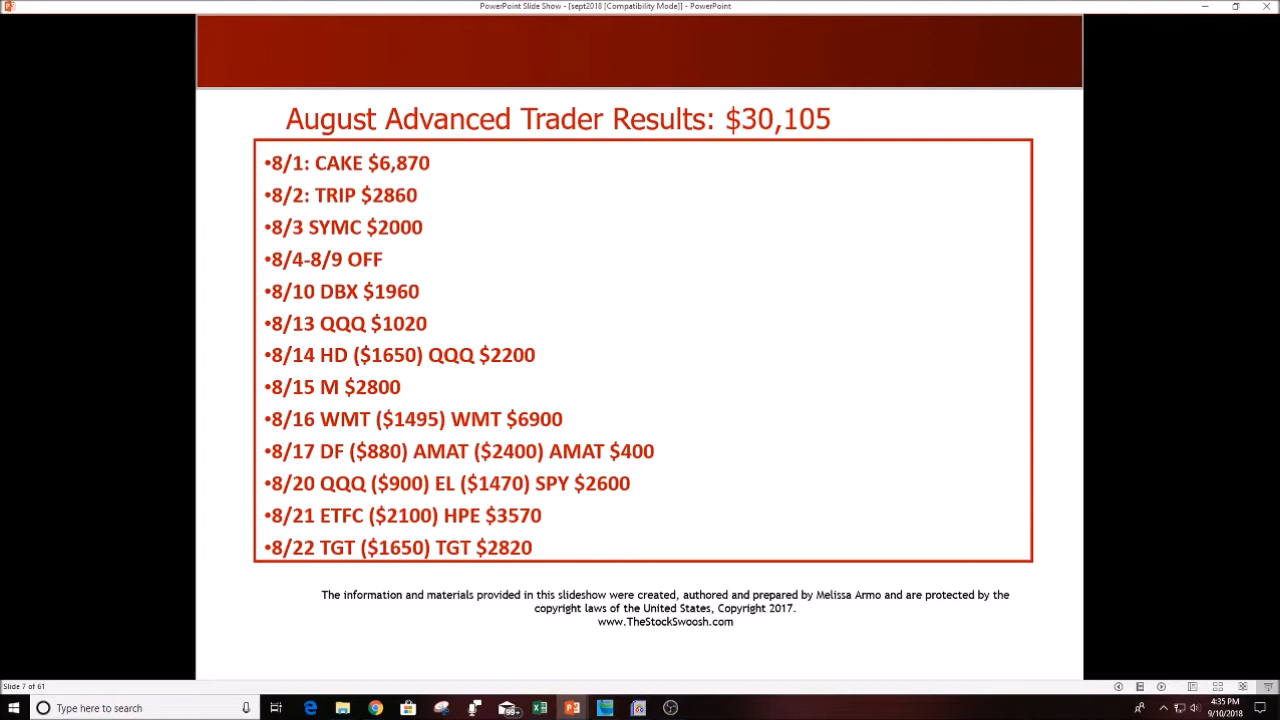 PowerPoint Slide Show - [sept2018 [Compatibility Mode]] - PowerPoint
August Advanced Trader Results: $30,105
•8/1: CAKE $6,870
•8/2: TRIP $2860
•8/3 SYMC $2000
•8/4-8/9 OFF
•8/10 DBX $1960
•8/13 QQQ $1020
•8/14 HD ($1650) QQQ $2200
•8/15 M $2800
•8/16 WMT ($1495) WMT $6900
•8/17 DF ($880) AMAT ($2400) AMAT $400
•8/20 QQQ ($900) EL ($1470) SPY $2600
•8/21 ETFC ($2100) HPE $3570
•8/22 TGT ($1650) TGT $2820
The information and materials provided in this slideshow were created, authored and prepared by Melissa Armo and are protected by the
copyright laws of the United States, Copyright 2017.
www.TheStockSwoosh.com
Slide 7 of 61
Type here to search
99+
4:35 PM
9/10/2018